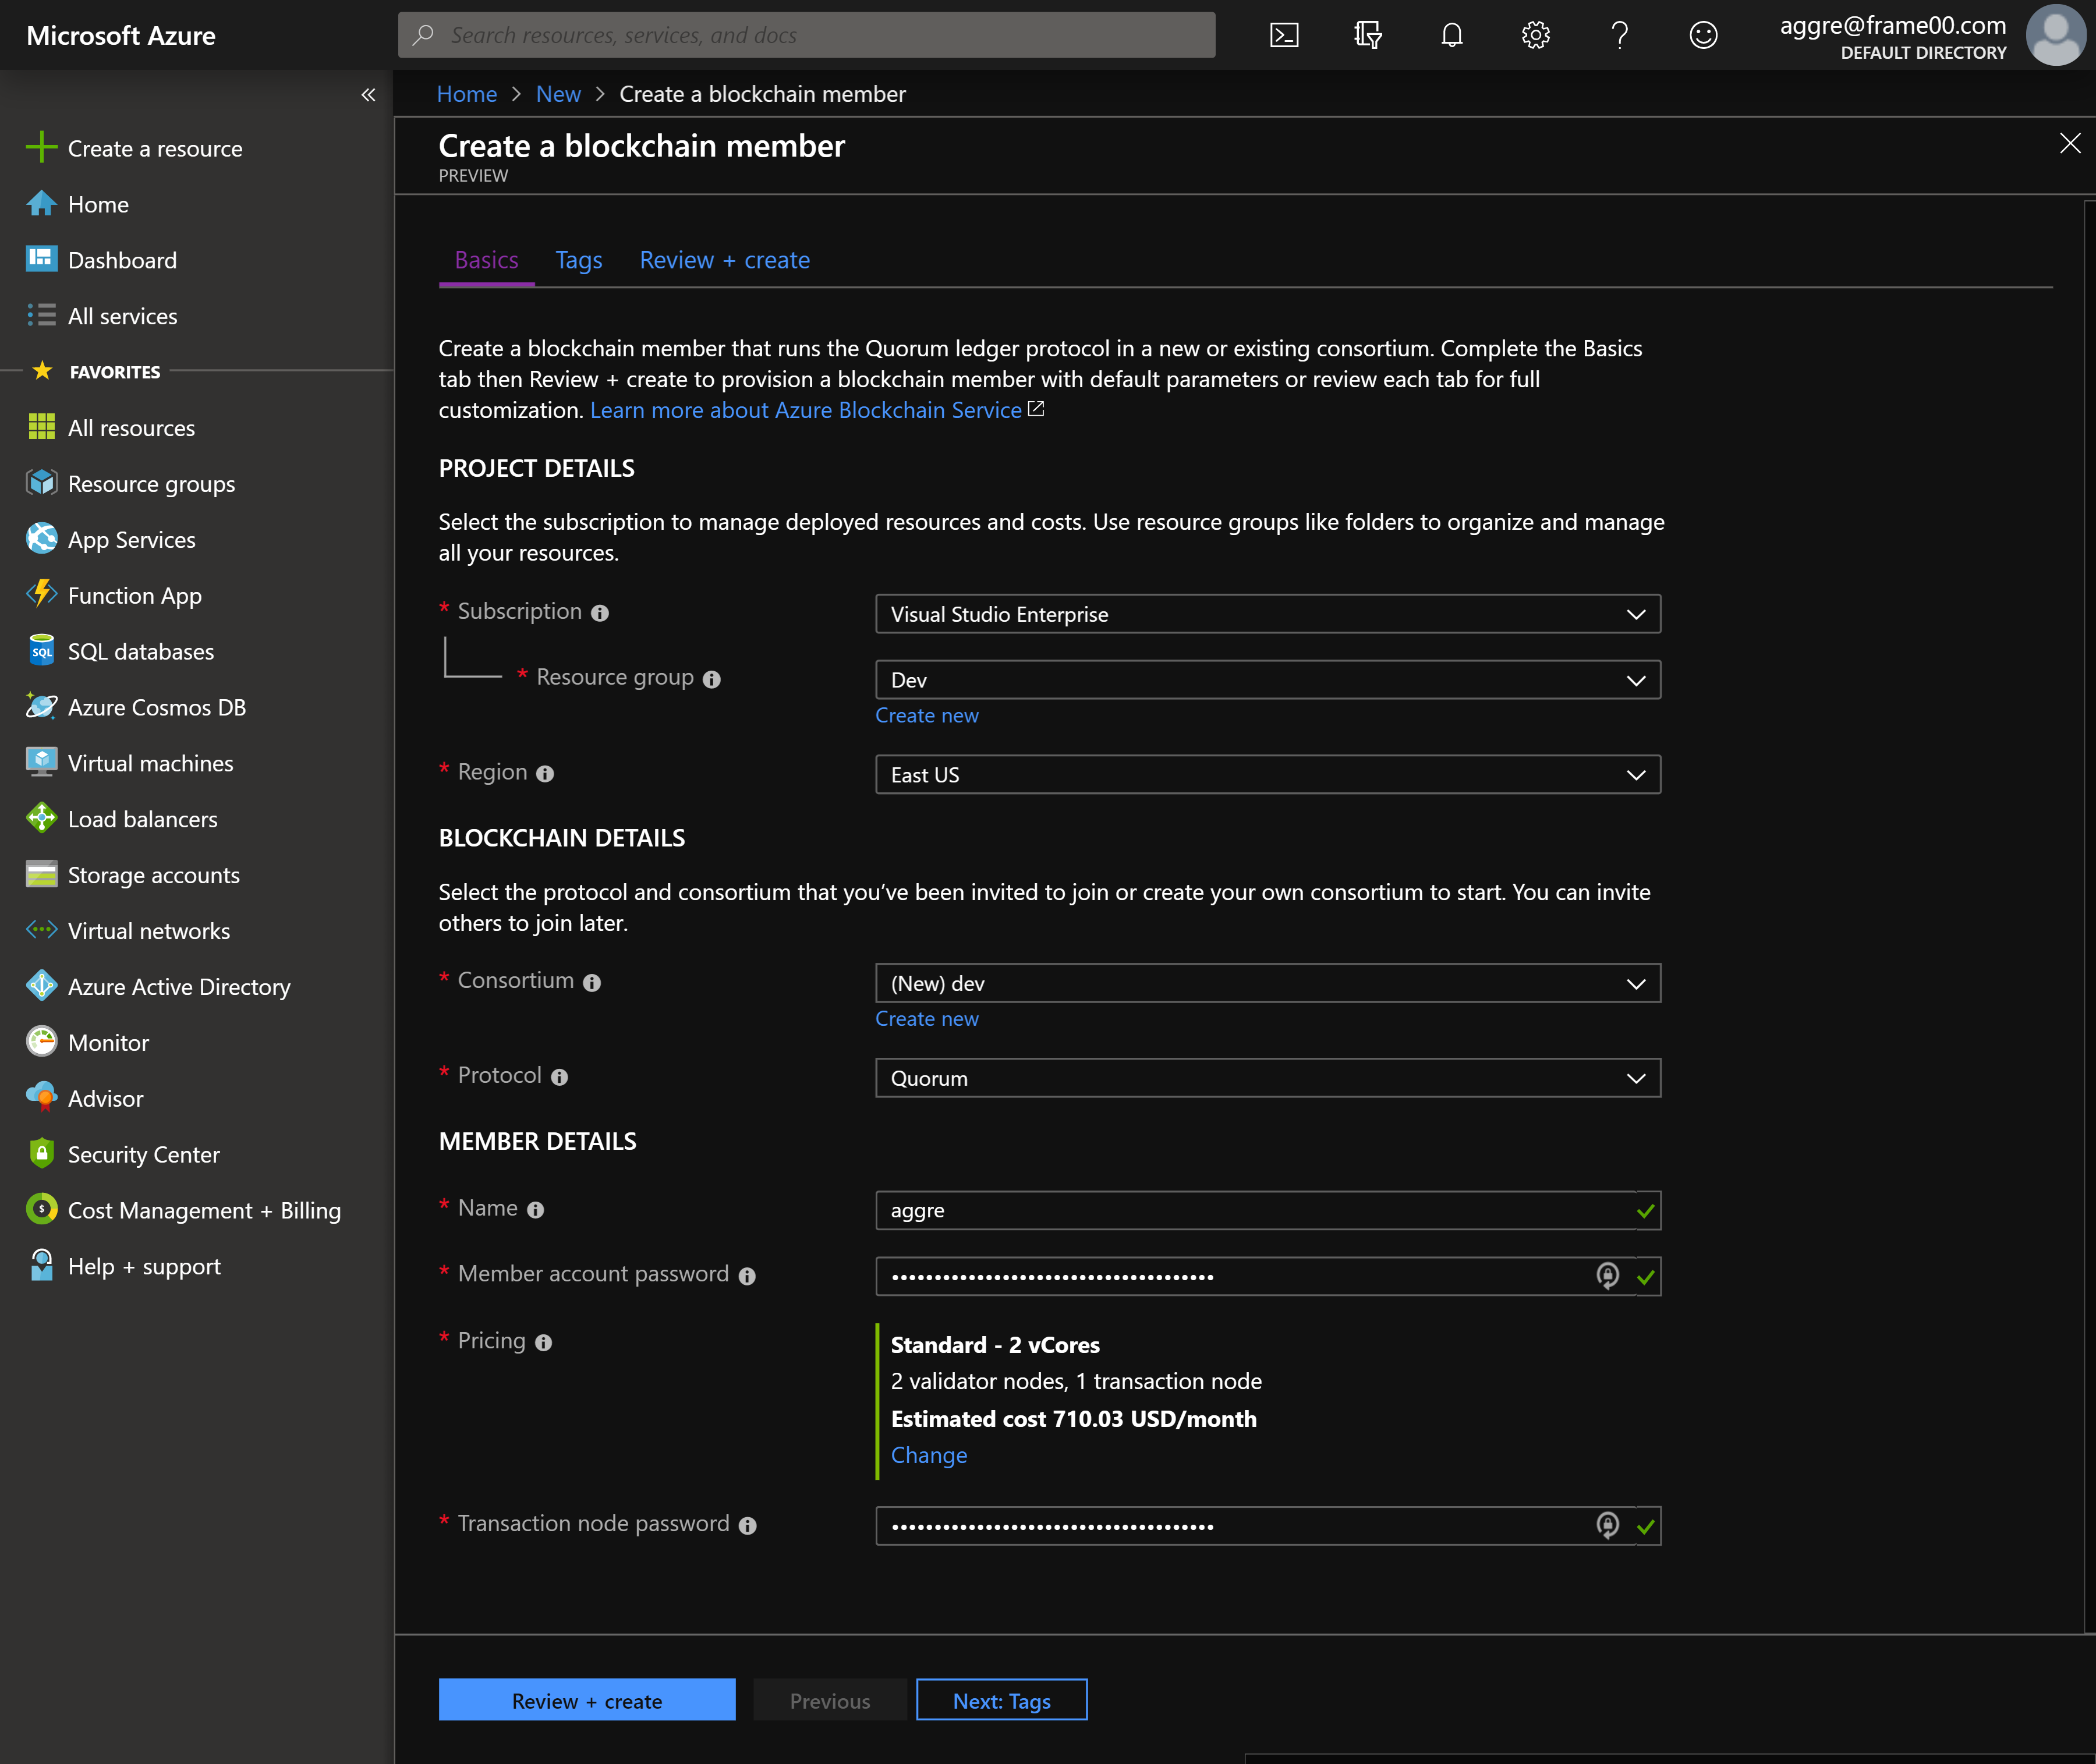 Microsoft Azure
Search resources, services, and docs
aggre@frame00.com
DEFAULT DIRECTORY
Create a resource
Home
Dashboard
All services
FAVORITES
All resources
Resource groups
App Services
Function App
SQL
SQL databases
Azure Cosmos DB
Virtual machines
Load balancers
Storage accounts
Virtual networks
Azure Active Directory
Monitor
Advisor
Security Center
Cost Management + Billing
Help + support
Home > New > Create a blockchain member
Create a blockchain member
PREVIEW
Basics Tags Review + create
Create a blockchain member that runs the Quorum ledger protocol in a new or existing consortium. Complete the Basics
tab then Review + create to provision a blockchain member with default parameters or review each tab for full
customization. Learn more about Azure Blockchain Service
PROJECT DETAILS
Select the subscription to manage deployed resources and costs. Use resource groups like folders to organize and manage
all your resources.
* Subscription Visual Studio Enterprise
* Resource group Dev
Create new
* Region East US
BLOCKCHAIN DETAILS
Select the protocol and consortium that you’ve been invited to join or create your own consortium to start. You can invite
others to join later.
* Consortium (New) dev
Create new
* Protocol Quorum
MEMBER DETAILS
* Name aggre
* Member account password
* Pricing Standard - 2 vCores
2 validator nodes, 1 transaction node
Estimated cost 710.03 USD/month
Change
* Transaction node password
Review + create Previous Next: Tags